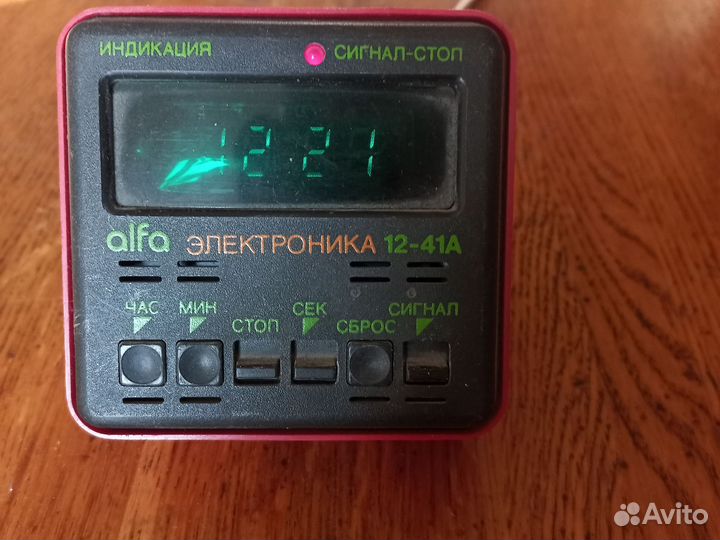 ИНДИКАЦИЯ СИГНАЛ-СТОП
12 21
alfa ЭЛЕКТРОНИКА 12-41А
ЧАС МИН СТОП СЕК СБРОС СИГНАЛ
Avito